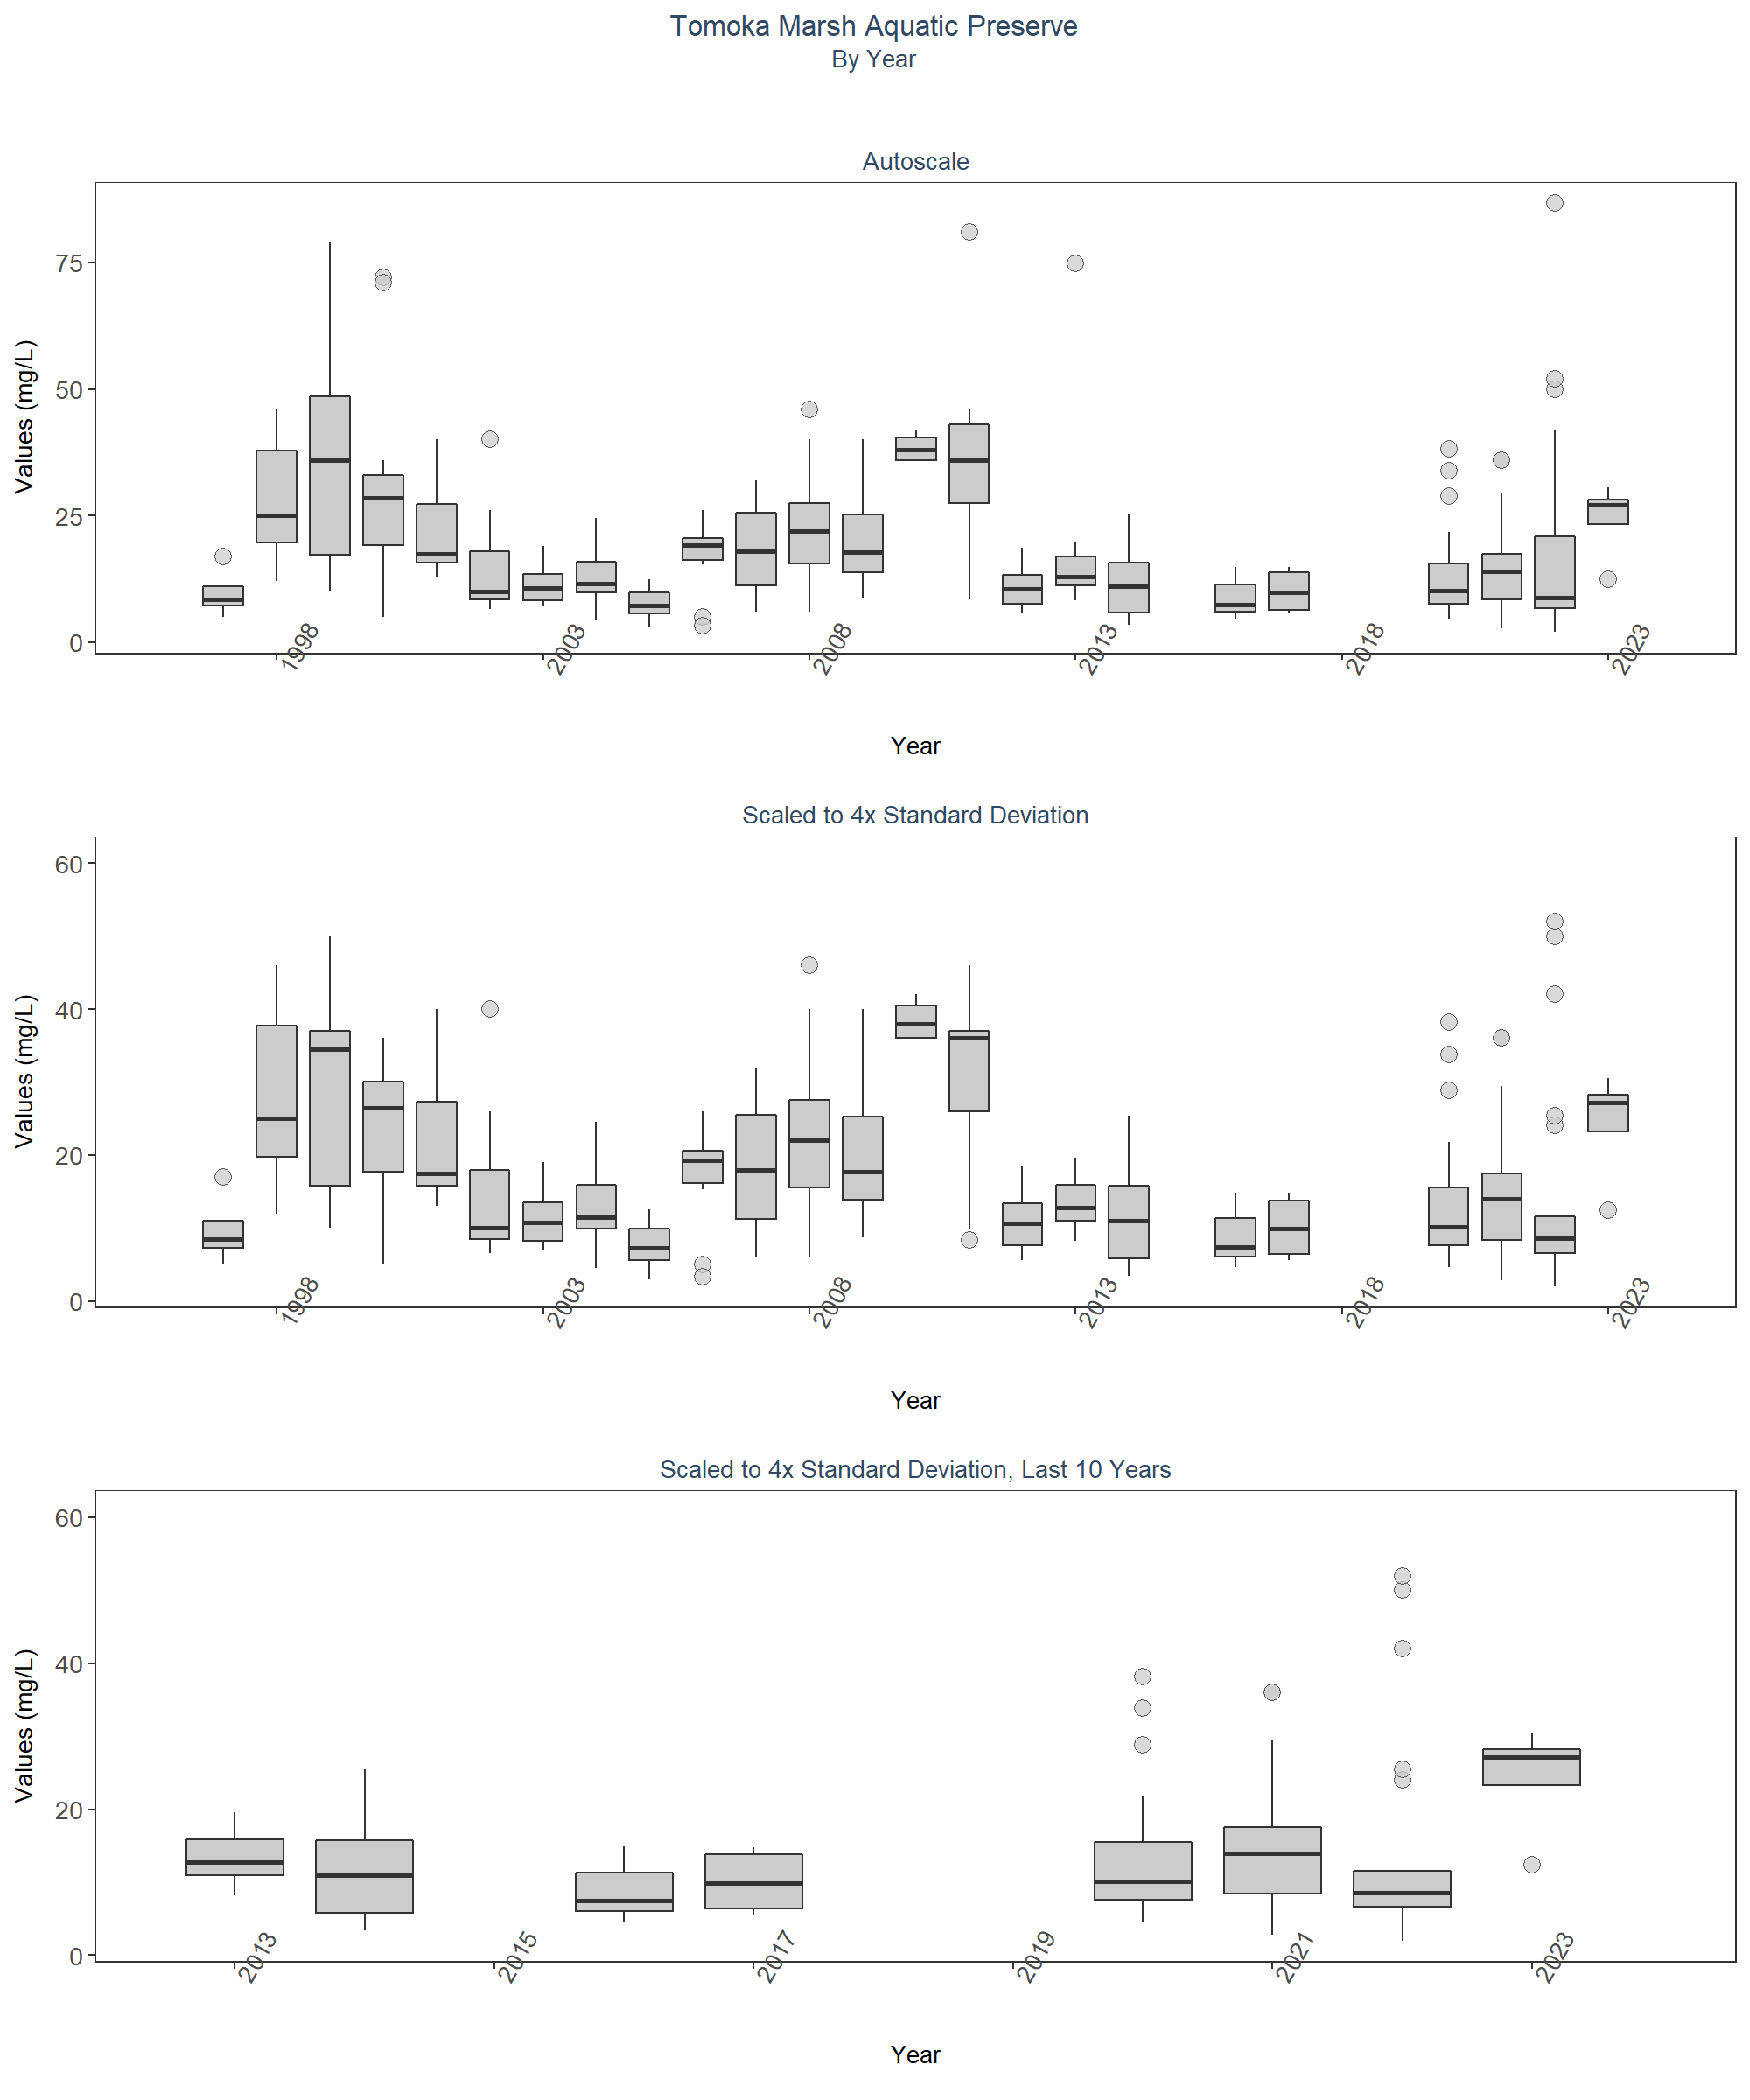 Tomoka Marsh Aquatic Preserve
By Year
Autoscale
Values (mg/L)
75
50
25
0
1998
2003
2008
2013
2018
2023
Year
Scaled to 4x Standard Deviation
Values (mg/L)
60
40
20
0
1998
2003
2008
2013
2018
2023
Year
Scaled to 4x Standard Deviation, Last 10 Years
Values (mg/L)
60
40
20
0
2013
2015
2017
2019
2021
2023
Year